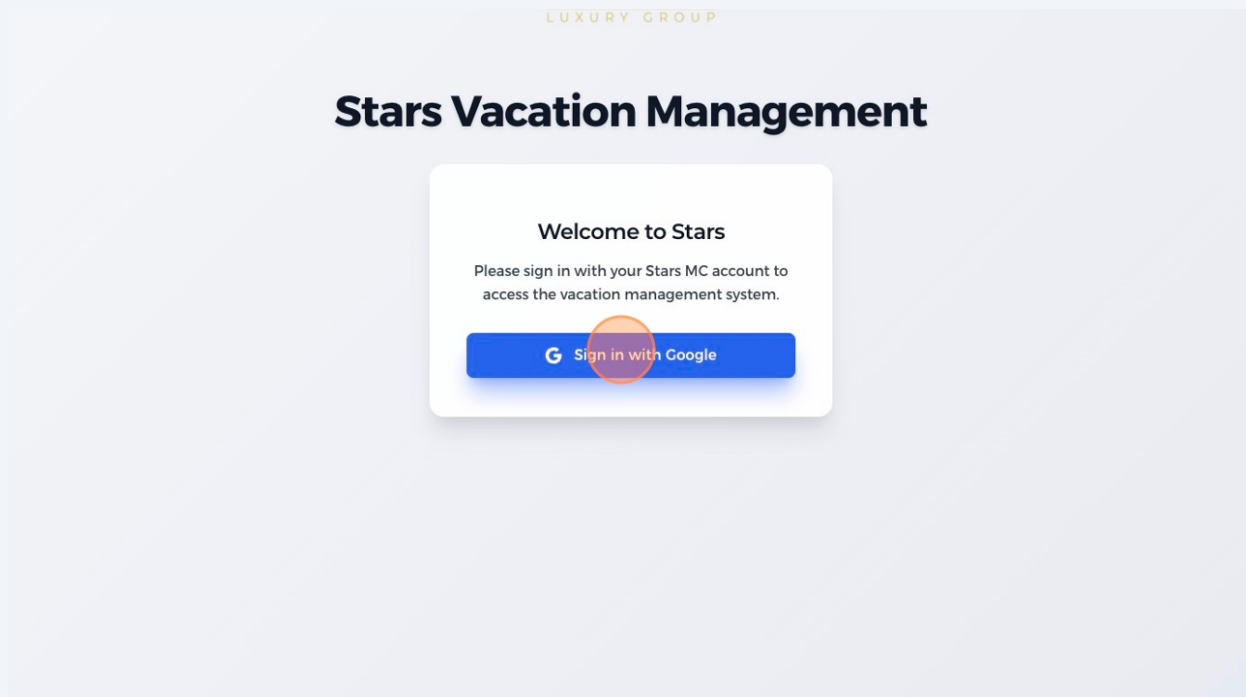 LUXURY GROUP
Stars Vacation Management
Welcome to Stars
Please sign in with your Stars MC account to
access the vacation management system.
Sign in with Google